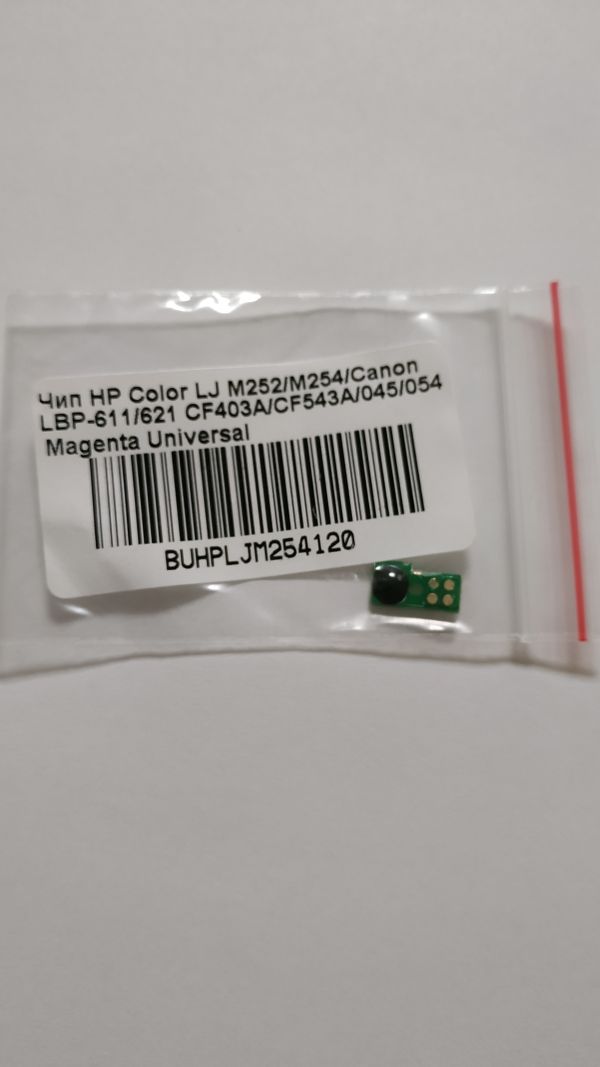 Чип HP Color LJ M252/M254/Canon
LBP-611/621 CF403A/CF543A/045/054
Magenta Universal
BUHPLJM254120